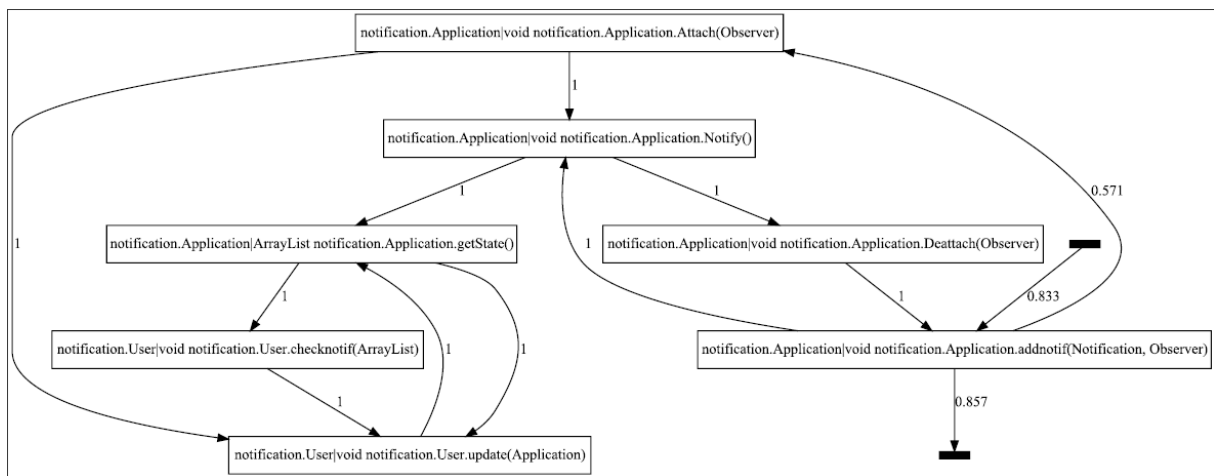 notification.Application|void notification.Application.Attach(Observer)
1
notification.Application|void notification.Application.Notify()
1
1
0.571
1
notification.Application|ArrayList notification.Application.getState()
notification.Application|void notification.Application.Deattach(Observer)
1
1
1
0.833
notification.User|void notification.User.checknotif(ArrayList)
1
1
notification.Application|void notification.Application.addnotif(Notification, Observer)
1
0.857
notification.User|void notification.User.update(Application)